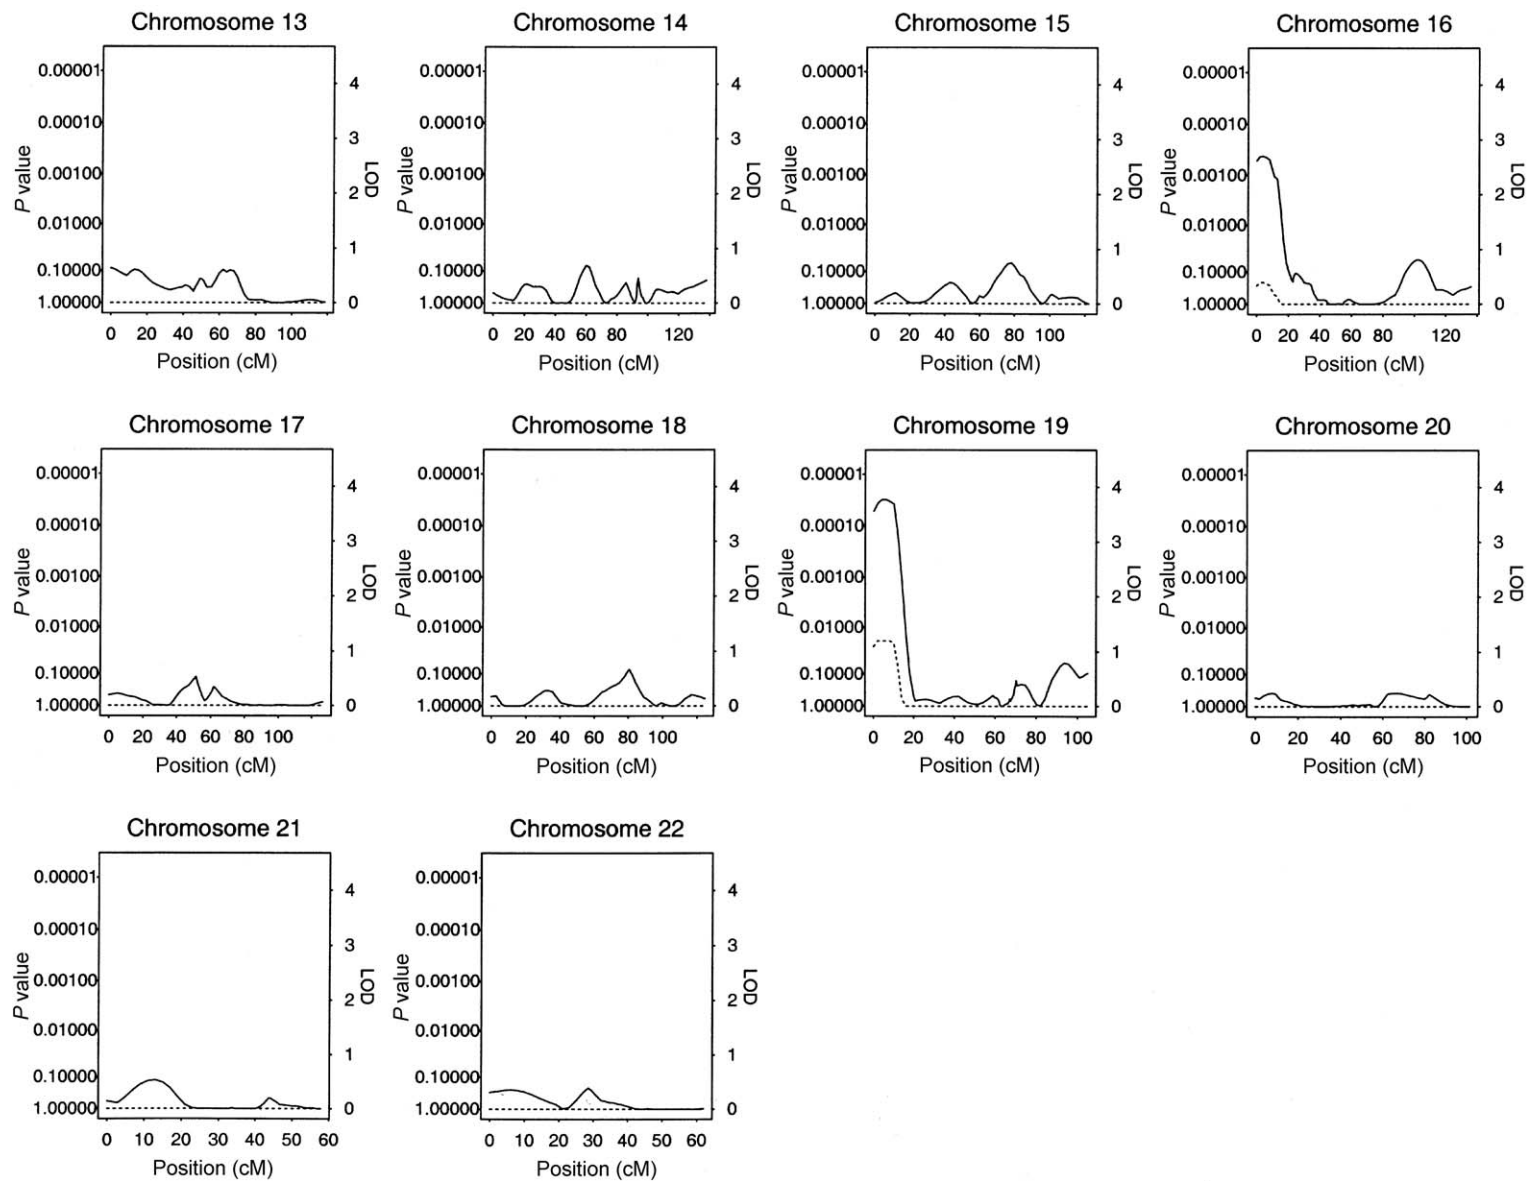 Chromosome 13
0.00001
0.00010
0.00100
0.01000
0.10000
1.00000
P value
4
3
2
1
0
LOD
0 20 40 60 80 100
Position (cM)
Chromosome 14
0.00001
0.00010
0.00100
0.01000
0.10000
1.00000
P value
4
3
2
1
0
LOD
0 20 40 60 80 120
Position (cM)
Chromosome 15
0.00001
0.00010
0.00100
0.01000
0.10000
1.00000
P value
4
3
2
1
0
LOD
0 20 40 60 80 100
Position (cM)
Chromosome 16
0.00001
0.00010
0.00100
0.01000
0.10000
1.00000
P value
4
3
2
1
0
LOD
0 20 40 60 80 120
Position (cM)
Chromosome 17
0.00001
0.00010
0.00100
0.01000
0.10000
1.00000
P value
4
3
2
1
0
LOD
0 20 40 60 80 100
Position (cM)
Chromosome 18
0.00001
0.00010
0.00100
0.01000
0.10000
1.00000
P value
4
3
2
1
0
LOD
0 20 40 60 80 100
Position (cM)
Chromosome 19
0.00001
0.00010
0.00100
0.01000
0.10000
1.00000
P value
4
3
2
1
0
LOD
0 20 40 60 80 100
Position (cM)
Chromosome 20
0.00001
0.00010
0.00100
0.01000
0.10000
1.00000
P value
4
3
2
1
0
LOD
0 20 40 60 80 100
Position (cM)
Chromosome 21
0.00001
0.00010
0.00100
0.01000
0.10000
1.00000
P value
4
3
2
1
0
LOD
0 10 20 30 40 50 60
Position (cM)
Chromosome 22
0.00001
0.00010
0.00100
0.01000
0.10000
1.00000
P value
4
3
2
1
0
LOD
0 10 20 30 40 50 60
Position (cM)